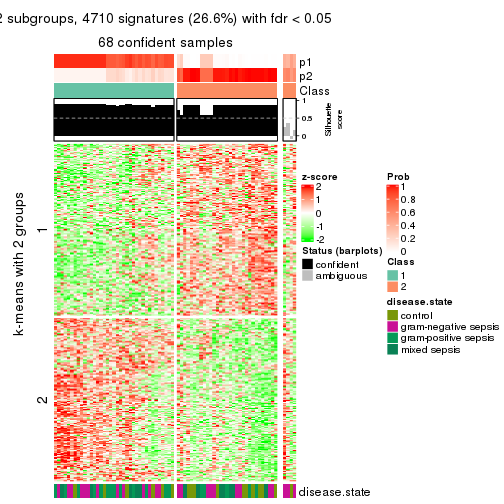 2 subgroups, 4710 signatures (26.6%) with fdr < 0.05
68 confident samples
p1
p2
Class
1
0.5
0
Silhouette
score
k-means with 2 groups
1
2
z-score
2
1
0
-1
-2
Status (barplots)
confident
ambiguous
Prob
1
0.8
0.6
0.4
0.2
0
Class
1
2
disease.state
control
gram-negative sepsis
gram-positive sepsis
mixed sepsis
disease.state